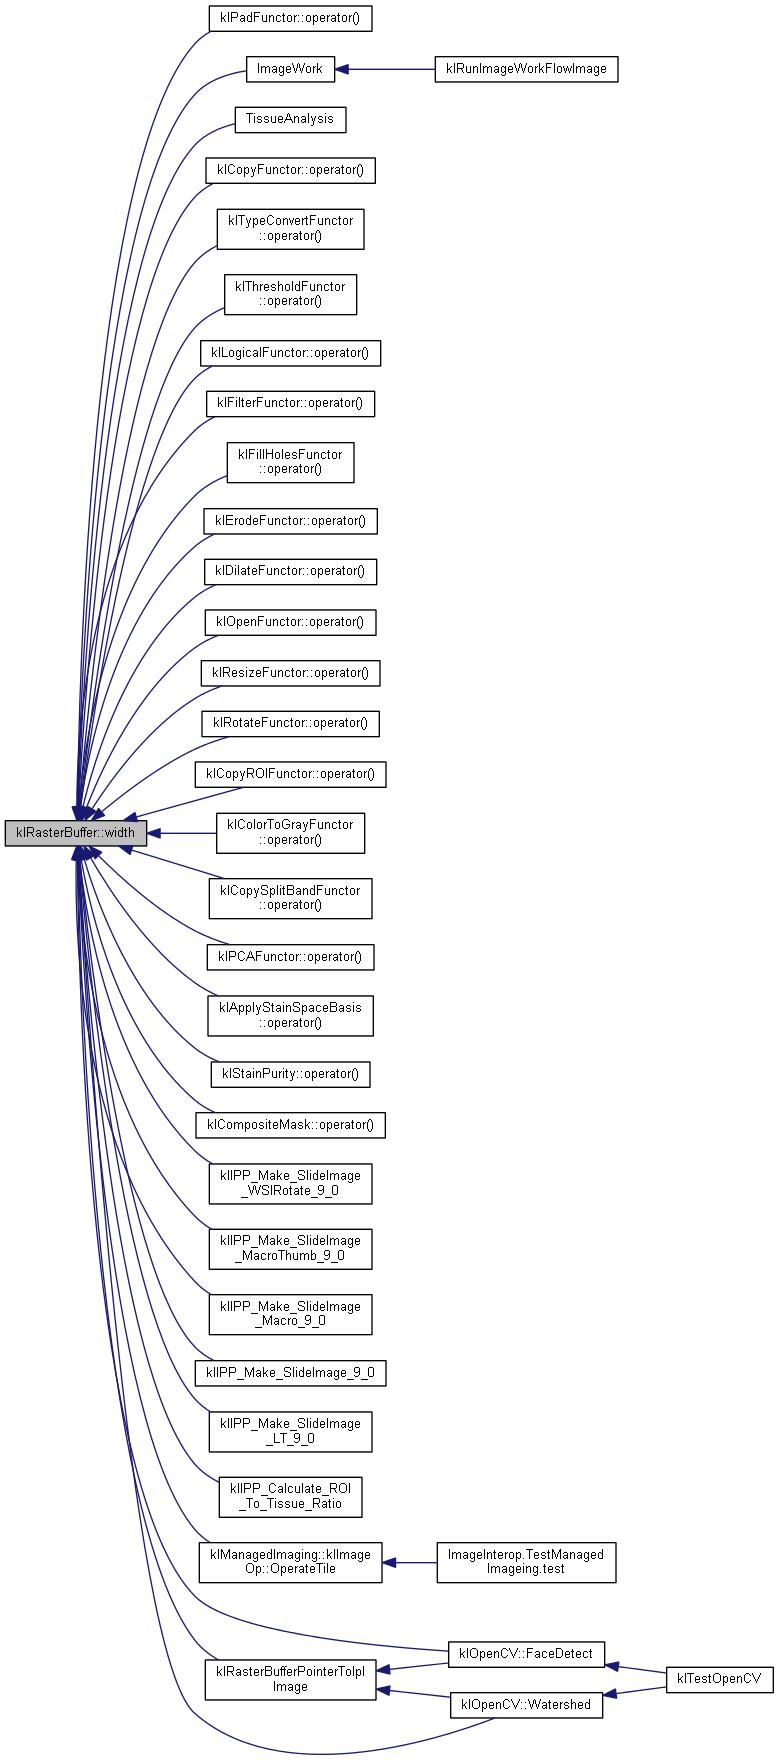 klPadFunctor::operator()
ImageWork
klRunImageWorkFlowImage
TissueAnalysis
klCopyFunctor::operator()
klTypeConvertFunctor
::operator()
klThresholdFunctor
::operator()
klLogicalFunctor::operator()
klFilterFunctor::operator()
klFillHolesFunctor
::operator()
klErodeFunctor::operator()
klDilateFunctor::operator()
klOpenFunctor::operator()
klResizeFunctor::operator()
klRotateFunctor::operator()
klCopyROIFunctor::operator()
klRasterBuffer::width
klColorToGrayFunctor
::operator()
klCopySplitBandFunctor
::operator()
klPCAFunctor::operator()
klApplyStainSpaceBasis
::operator()
klStainPurity::operator()
klCompositeMask::operator()
klIPP_Make_SlideImage
_WSIRotate_9_0
klIPP_Make_SlideImage
_MacroThumb_9_0
klIPP_Make_SlideImage
_Macro_9_0
klIPP_Make_SlideImage_9_0
klIPP_Make_SlideImage
_LT_9_0
klIPP_Calculate_ROI
_To_Tissue_Ratio
klManagedImaging::klImage
Op::OperateTile
ImageInterop.TestManaged
Imageing.test
klOpenCV::FaceDetect
klRasterBufferPointerToIpl
Image
klTestOpenCV
klOpenCV::Watershed